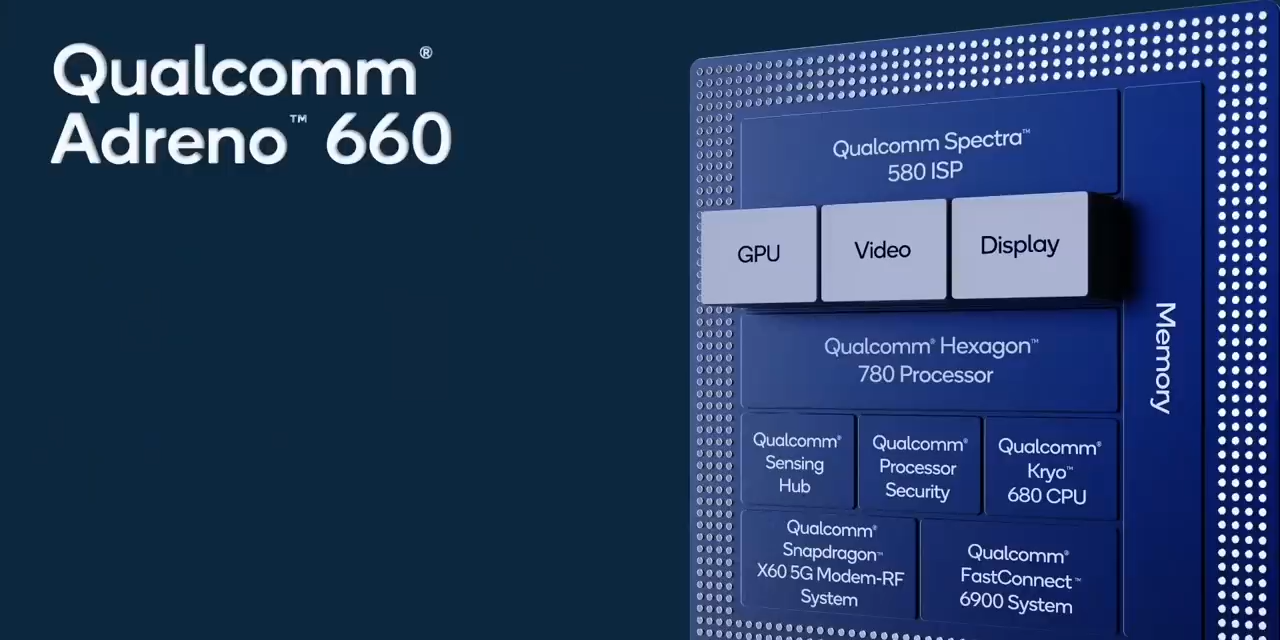 Qualcomm®
Adreno™ 660
Qualcomm Spectra™
580 ISP
GPU
Video
Display
Qualcomm® Hexagon™
780 Processor
Memory
Qualcomm®
Sensing
Hub
Qualcomm®
Processor
Security
Qualcomm®
Kryo™
680 CPU
Qualcomm®
Snapdragon™
X60 5G Modem-RF
System
Qualcomm®
FastConnect™
6900 System